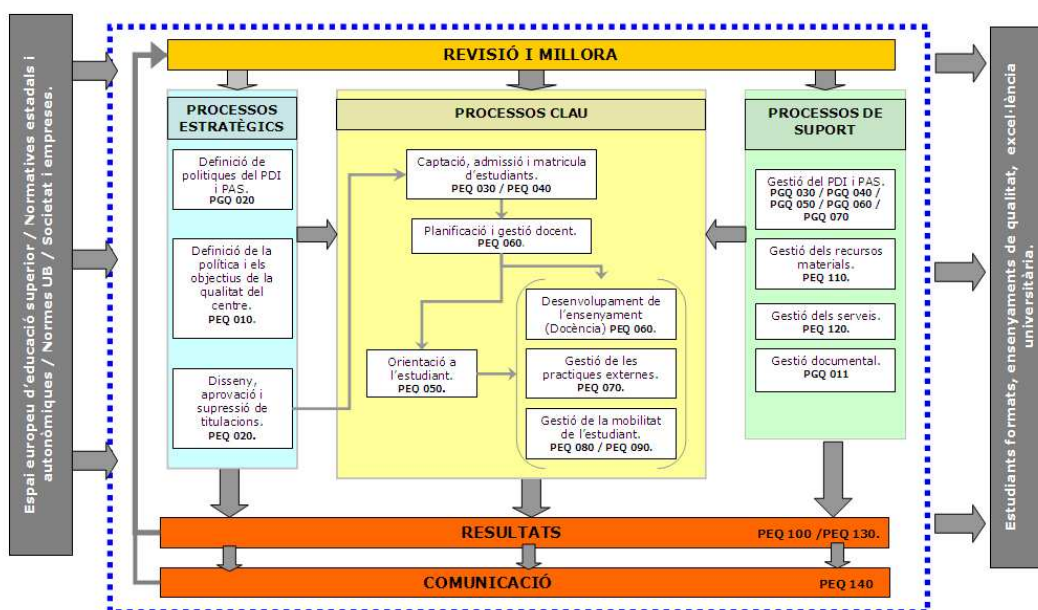 Espai europeu d'educació superior / Normatives estadals i
autonòmiques / Normes UB / Societat i empreses.
REVISIÓ I MILLORA
PROCESSOS
ESTRATÈGICS
Definició de
politiques del PDI
i PAS.
PGQ 020
Definició de la
política i els
objectius de la
qualitat del
centre.
PEQ 010.
Disseny,
aprovació i
supressió de
titulacions.
PEQ 020.
PROCESSOS CLAU
Captació, admissió i matricula
d'estudiants.
PEQ 030 / PEQ 040
Planificació i gestió docent.
PEQ 060.
Orientació a
l'estudiant.
PEQ 050.
Desenvolupament de
l'ensenyament
(Docència) PEQ 060.
Gestió de les
practiques externes.
PEQ 070.
Gestió de la mobilitat
de l'estudiant.
PEQ 080 / PEQ 090.
PROCESSOS DE
SUPORT
Gestió del PDI i PAS.
PGQ 030 / PGQ 040 /
PGQ 050 / PGQ 060 /
PGQ 070
Gestió dels recursos
materials.
PEQ 110.
Gestió dels serveis.
PEQ 120.
Gestió documental.
PGQ 011
RESULTATS PEQ 100 /PEQ 130.
COMUNICACIÓ PEQ 140
Estudiants formats, ensenyaments de qualitat, excel·lència
universitària.